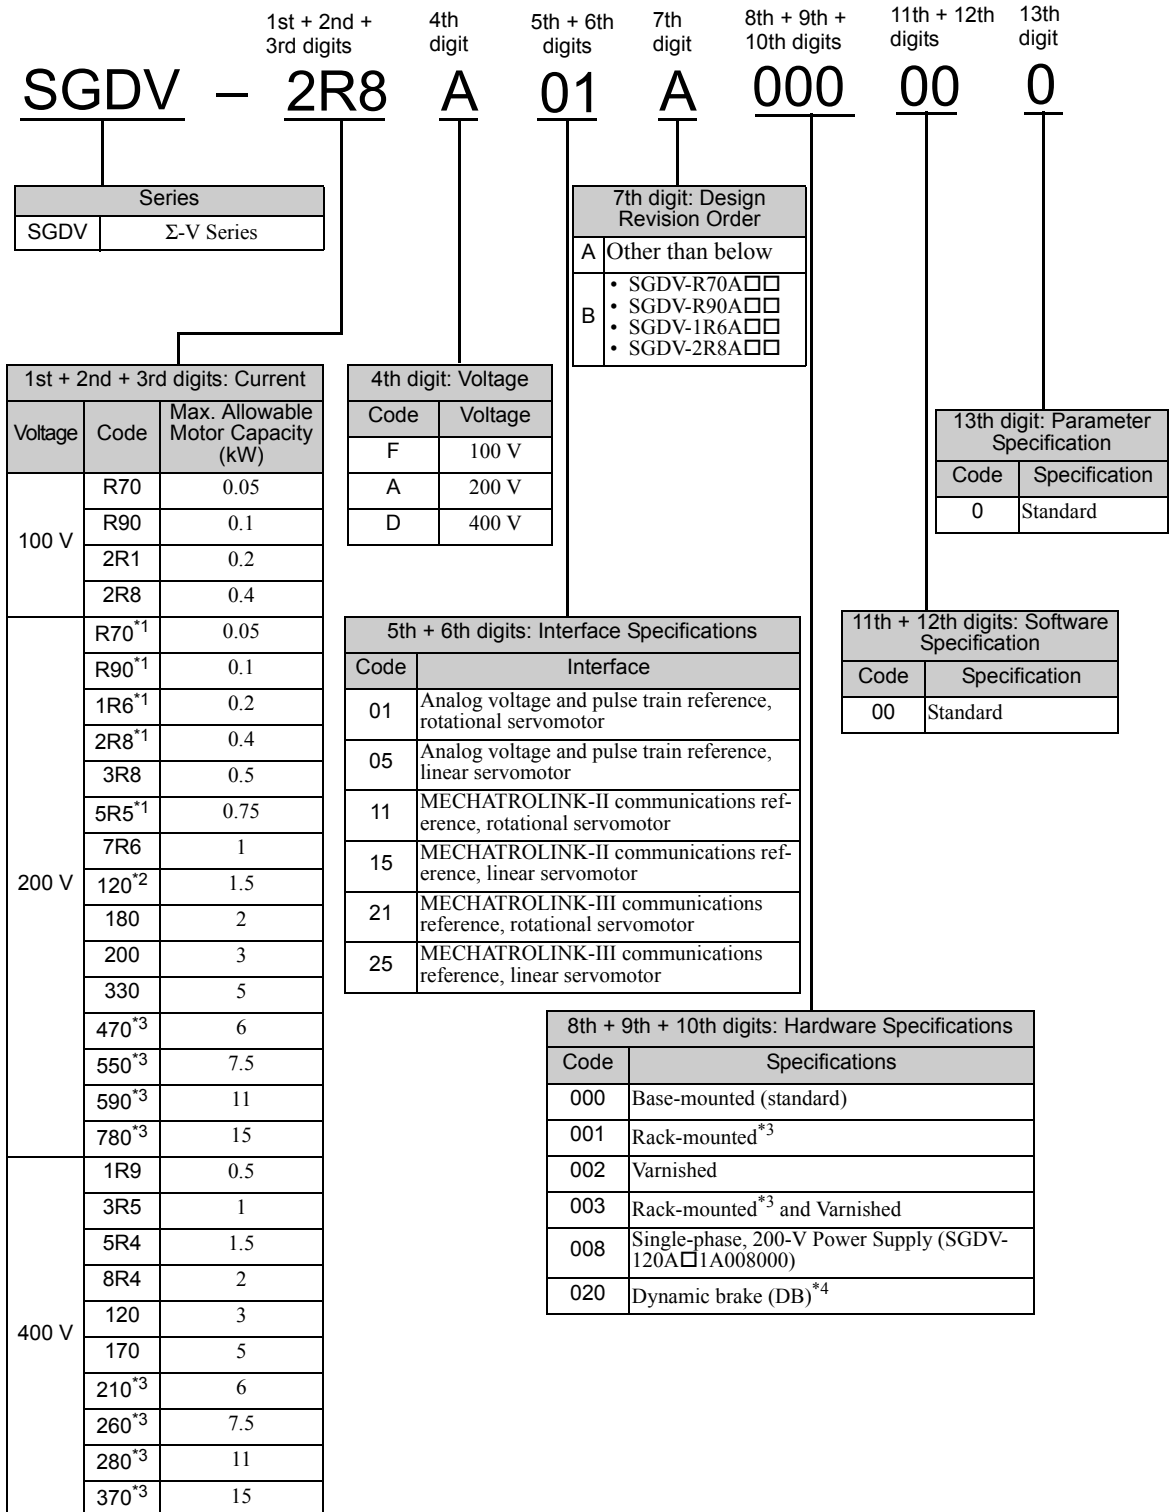 1st + 2nd +
3rd digits
4th
digit
5th + 6th
digits
7th
digit
8th + 9th +
10th digits
11th + 12th
digits
13th
digit
SGDV – 2R8 A 01 A 000 00 0
Series
SGDV Σ-V Series
7th digit: Design
Revision Order
A Other than below
B
• SGDV-R70A□□
• SGDV-R90A□□
• SGDV-1R6A□□
• SGDV-2R8A□□
1st + 2nd + 3rd digits: Current
Voltage Code Max. Allowable
Motor Capacity
(kW)
100 V
R70 0.05
R90 0.1
2R1 0.2
2R8 0.4
200 V
R70*1 0.05
R90*1 0.1
1R6*1 0.2
2R8*1 0.4
3R8 0.5
5R5*1 0.75
7R6 1
120*2 1.5
180 2
200 3
330 5
470*3 6
550*3 7.5
590*3 11
780*3 15
400 V
1R9 0.5
3R5 1
5R4 1.5
8R4 2
120 3
170 5
210*3 6
260*3 7.5
280*3 11
370*3 15
4th digit: Voltage
Code Voltage
F 100 V
A 200 V
D 400 V
13th digit: Parameter
Specification
Code Specification
0 Standard
5th + 6th digits: Interface Specifications
Code Interface
01 Analog voltage and pulse train reference,
rotational servomotor
05 Analog voltage and pulse train reference,
linear servomotor
11 MECHATROLINK-II communications ref-
erence, rotational servomotor
15 MECHATROLINK-II communications ref-
erence, linear servomotor
21 MECHATROLINK-III communications
reference, rotational servomotor
25 MECHATROLINK-III communications
reference, linear servomotor
11th + 12th digits: Software
Specification
Code Specification
00 Standard
8th + 9th + 10th digits: Hardware Specifications
Code Specifications
000 Base-mounted (standard)
001 Rack-mounted*3
002 Varnished
003 Rack-mounted*3 and Varnished
008 Single-phase, 200-V Power Supply (SGDV-
120A□1A008000)
020 Dynamic brake (DB)*4